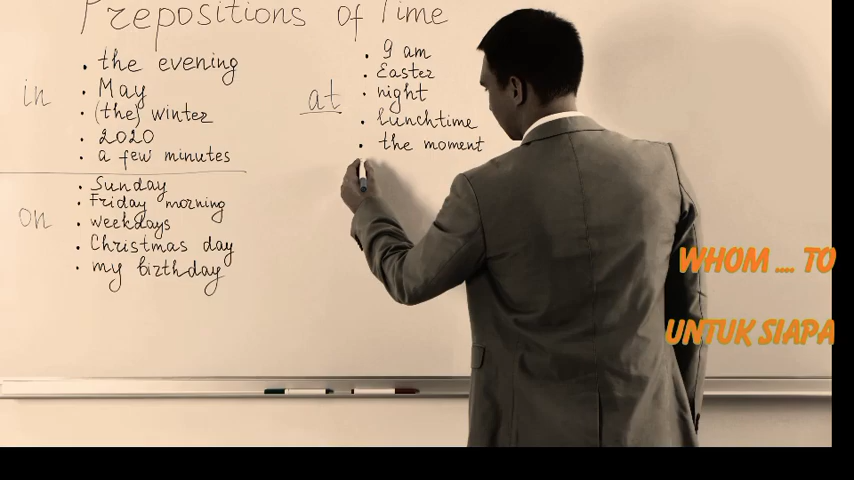 Prepositions of Time
in
. the evening
. May
. (the) winter
. 2020
. a few minutes
on
. Sunday
. Friday morning
. weekdays
. Christmas day
. my birthday
at
. 9 am
. Easter
. night
. lunchtime
. the moment
.
WHOM .... TO
UNTUK SIAPA